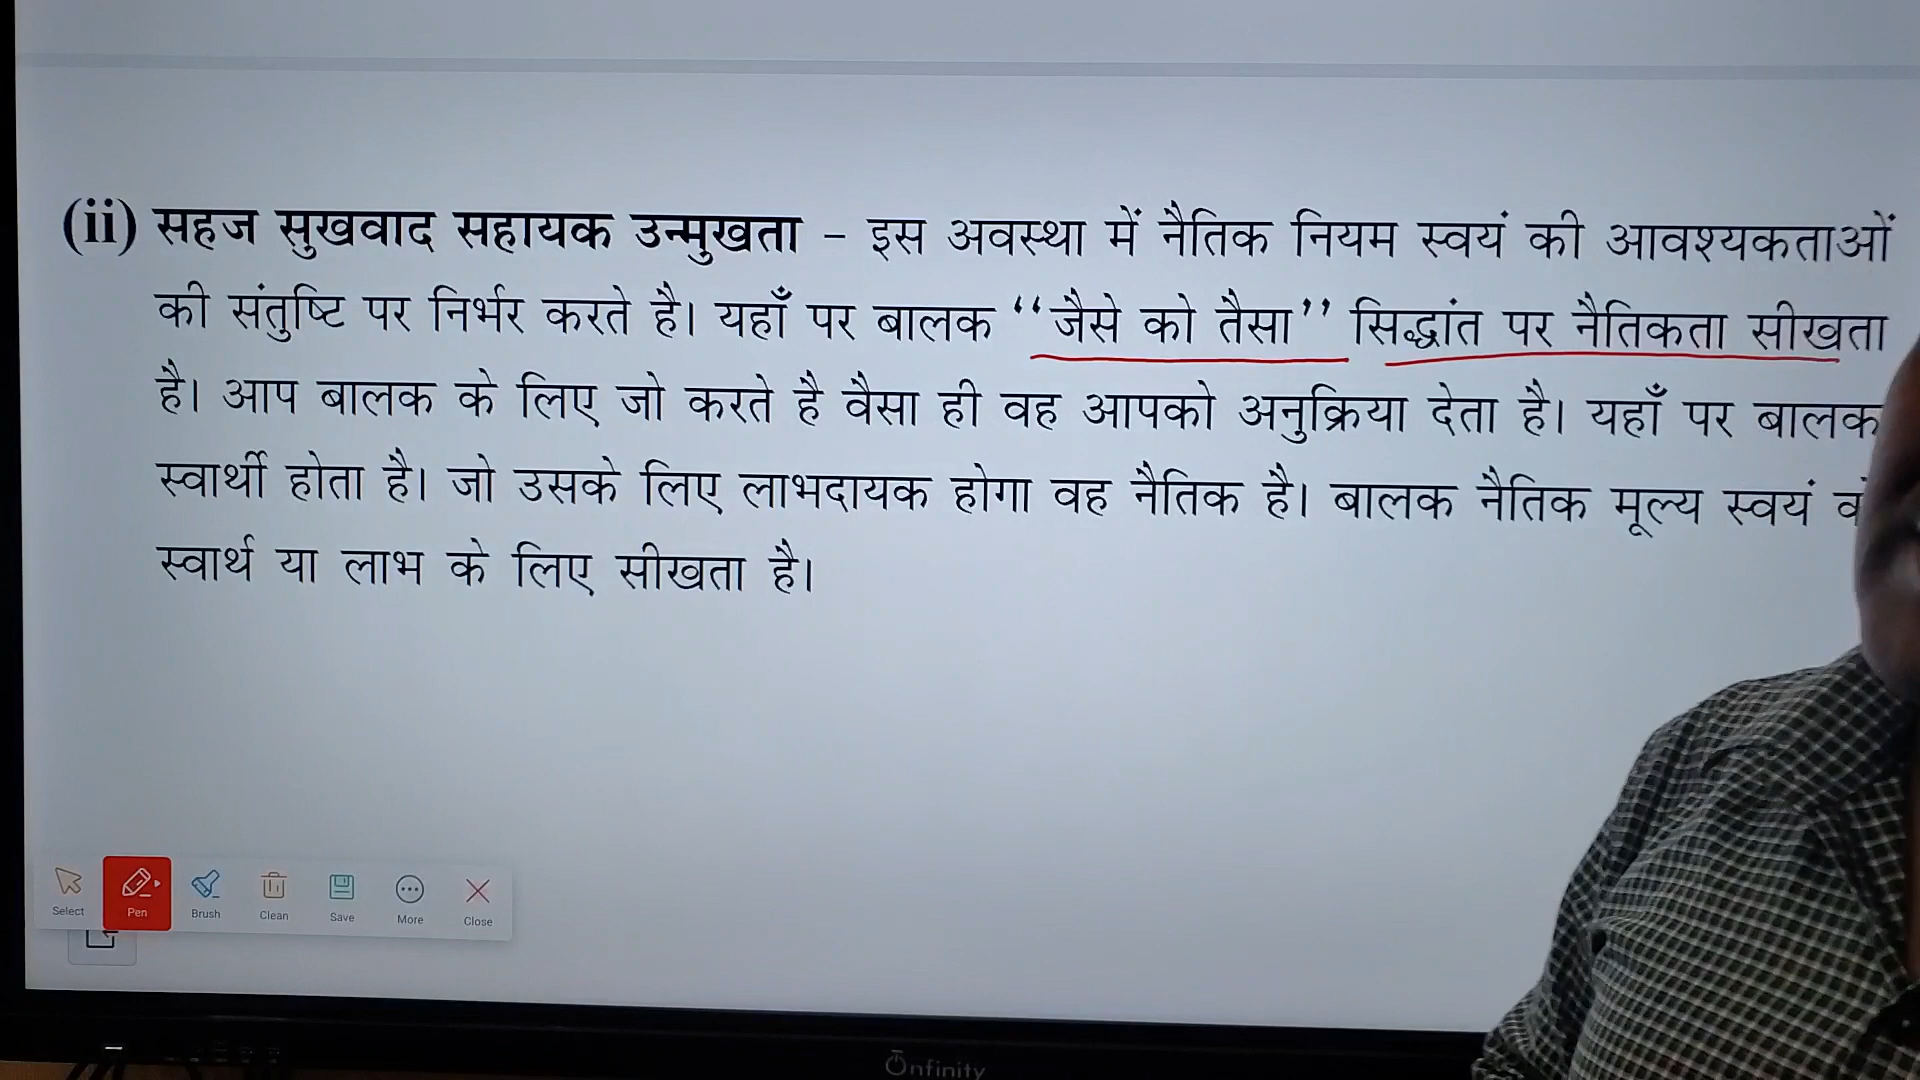 (ii) सहज सुखवाद सहायक उन्मुखता – इस अवस्था में नैतिक नियम स्वयं की आवश्यकताओं
की संतुष्टि पर निर्भर करते है। यहाँ पर बालक ‘‘जैसे को तैसा’’ सिद्धांत पर नैतिकता सीखता
है। आप बालक के लिए जो करते है वैसा ही वह आपको अनुक्रिया देता है। यहाँ पर बालक
स्वार्थी होता है। जो उसके लिए लाभदायक होगा वह नैतिक है। बालक नैतिक मूल्य स्वयं
स्वार्थ या लाभ के लिए सीखता है।
Select Pen Brush Clean Save More Close
Onfinity